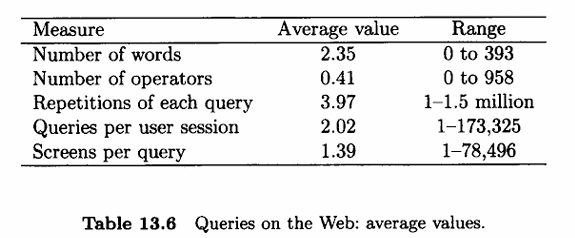 Measure Average value Range
Number of words 2.35 0 to 393
Number of operators 0.41 0 to 958
Repetitions of each query 3.97 1–1.5 million
Queries per user session 2.02 1–173,325
Screens per query 1.39 1–78,496
Table 13.6 Queries on the Web: average values.